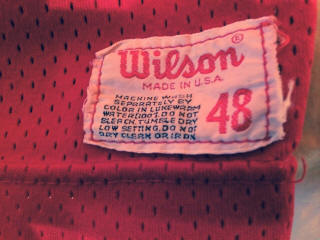 Wilson®
MADE IN U.S.A.
MACHINE WASH
SEPARATELY BY
COLOR IN LUKEWARM
WATER(100). DO NOT
BLEACH. TUMBLE DRY
LOW SETTING. DO NOT
DRY CLEAN OR IRON
48